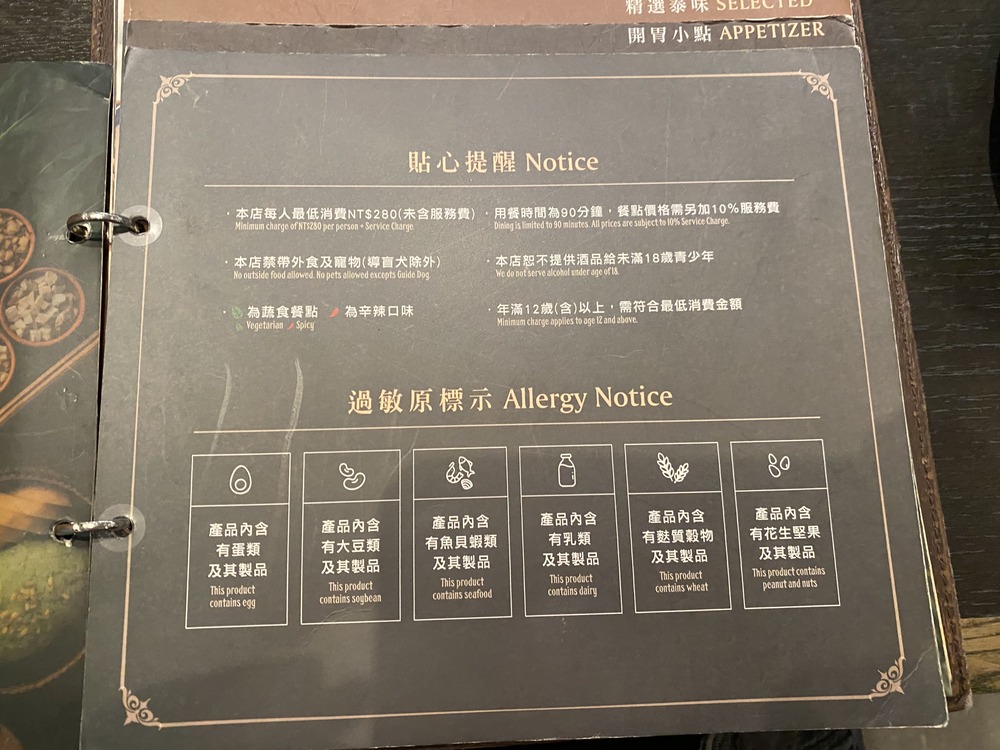 精選泰味 SELECTED
開胃小點 APPETIZER
貼心提醒 Notice
・本店每人最低消費NT$280(未含服務費)
Minimum charge of NT$280 per person + Service Charge.
・用餐時間為90分鐘，餐點價格需另加10%服務費
Dining is limited to 90 minutes. All prices are subject to 10% Service Charge.
・本店禁帶外食及寵物(導盲犬除外)
No outside food allowed. No pets allowed excepts Guide Dog.
・本店恕不提供酒品給未滿18歲青少年
We do not serve alcohol under age of 18.
・為蔬食餐點 為辛辣口味
Vegetarian Spicy
・年滿12歲(含)以上，需符合最低消費金額
Minimum charge applies to age 12 and above.
過敏原標示 Allergy Notice
產品內含
有蛋類
及其製品
This product
contains egg
產品內含
有大豆類
及其製品
This product
contains soybean
產品內含
有魚貝蝦類
及其製品
This product
contains seafood
產品內含
有乳類
及其製品
This product
contains dairy
產品內含
有麩質穀物
及其製品
This product
contains wheat
產品內含
有花生堅果
及其製品
This product contains
peanut and nuts